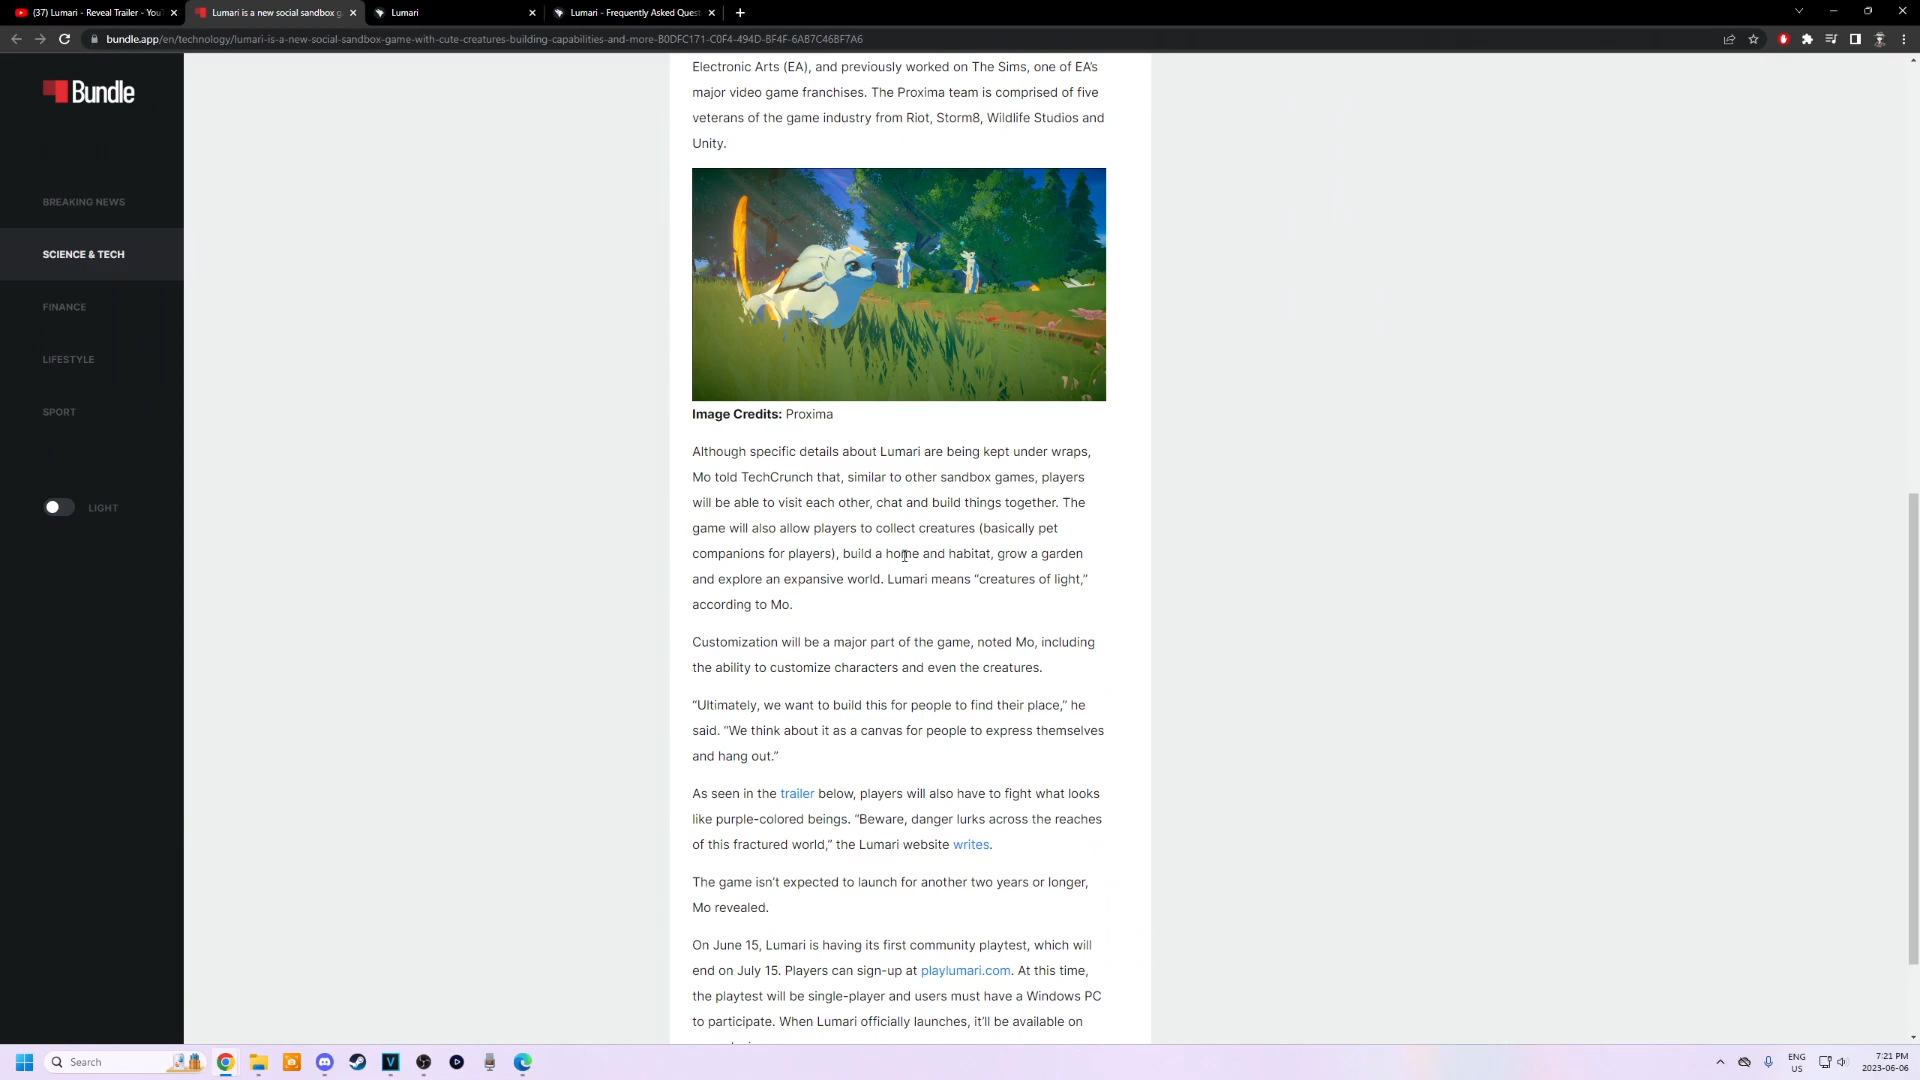 (37) Lumari - Reveal Trailer - You
Lumari is a new social sandbox g
Lumari
Lumari - Frequently Asked Quest
bundle.app/en/technology/lumari-is-a-new-social-sandbox-game-with-cute-creatures-building-capabilities-and-more-B0DFC171-C0F4-494D-BF4F-6AB7C46BF7A6
Bundle
BREAKING NEWS
SCIENCE & TECH
FINANCE
LIFESTYLE
SPORT
LIGHT
Electronic Arts (EA), and previously worked on The Sims, one of EA's
major video game franchises. The Proxima team is comprised of five
veterans of the game industry from Riot, Storm8, Wildlife Studios and
Unity.
Image Credits: Proxima
Although specific details about Lumari are being kept under wraps,
Mo told TechCrunch that, similar to other sandbox games, players
will be able to visit each other, chat and build things together. The
game will also allow players to collect creatures (basically pet
companions for players), build a home and habitat, grow a garden
and explore an expansive world. Lumari means “creatures of light,”
according to Mo.
Customization will be a major part of the game, noted Mo, including
the ability to customize characters and even the creatures.
“Ultimately, we want to build this for people to find their place,” he
said. “We think about it as a canvas for people to express themselves
and hang out.”
As seen in the trailer below, players will also have to fight what looks
like purple-colored beings. “Beware, danger lurks across the reaches
of this fractured world,” the Lumari website writes.
The game isn’t expected to launch for another two years or longer,
Mo revealed.
On June 15, Lumari is having its first community playtest, which will
end on July 15. Players can sign-up at playlumari.com. At this time,
the playtest will be single-player and users must have a Windows PC
to participate. When Lumari officially launches, it’ll be available on
Search
ENG
US
7:21 PM
2023-06-06